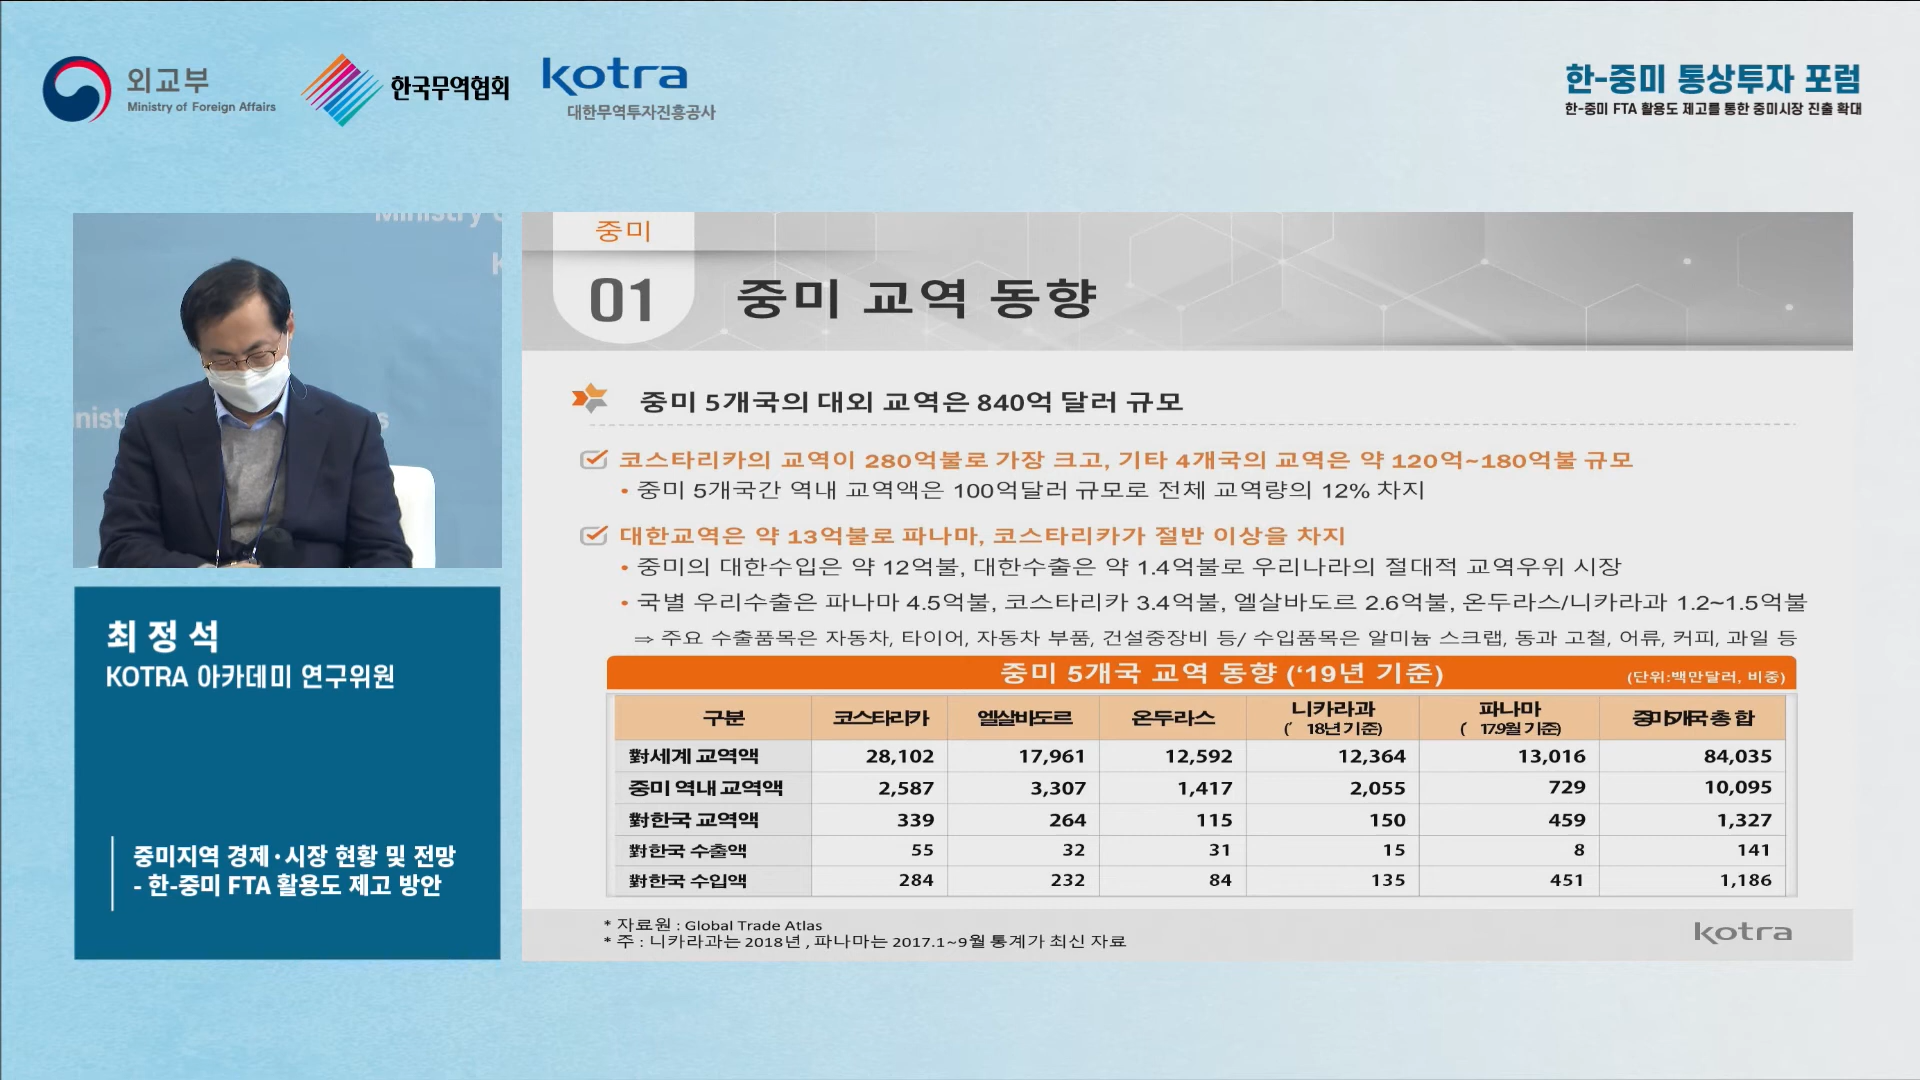 외교부
Ministry of Foreign Affairs
한국무역협회
kotra
대한무역투자진흥공사
한-중미 통상투자 포럼
한-중미 FTA 활용도 제고를 통한 중미시장 진출 확대
최정석
KOTRA 아카데미 연구위원
중미지역 경제·시장 현황 및 전망
- 한-중미 FTA 활용도 제고 방안
중미
01 중미 교역 동향
중미 5개국의 대외 교역은 840억 달러 규모
코스타리카의 교역이 280억불로 가장 크고, 기타 4개국의 교역은 약 120억~180억불 규모
• 중미 5개국간 역내 교역액은 100억달러 규모로 전체 교역량의 12% 차지
대한교역은 약 13억불로 파나마, 코스타리카가 절반 이상을 차지
• 중미의 대한수입은 약 12억불, 대한수출은 약 1.4억불로 우리나라의 절대적 교역우위 시장
• 국별 우리수출은 파나마 4.5억불, 코스타리카 3.4억불, 엘살바도르 2.6억불, 온두라스/니카라과 1.2~1.5억불
⇒ 주요 수출품목은 자동차, 타이어, 자동차 부품, 건설중장비 등/ 수입품목은 알미늄 스크랩, 동과 고철, 어류, 커피, 과일 등
중미 5개국 교역 동향 (‘19년 기준) (단위:백만달러, 비중)
구분 코스타리카 엘살바도르 온두라스 니카라과 (´ 18년 기준) 파나마 (´ 17.9월 기준) 중미5개국 총 합
對세계 교역액 28,102 17,961 12,592 12,364 13,016 84,035
중미 역내 교역액 2,587 3,307 1,417 2,055 729 10,095
對한국 교역액 339 264 115 150 459 1,327
對한국 수출액 55 32 31 15 8 141
對한국 수입액 284 232 84 135 451 1,186
* 자료원 : Global Trade Atlas
* 주 : 니카라과는 2018년 , 파나마는 2017.1~9월 통계가 최신 자료
kotra